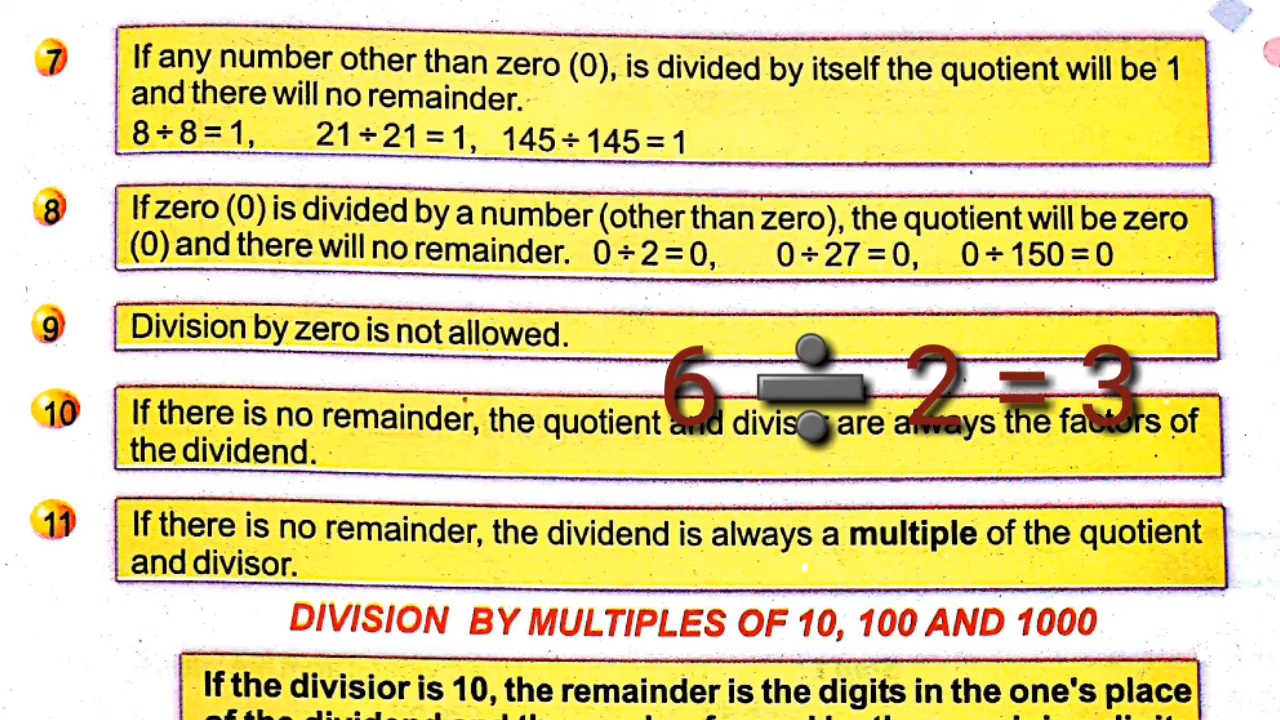 7
If any number other than zero (0), is divided by itself the quotient will be 1
and there will no remainder.
8 ÷ 8 = 1, 21 ÷ 21 = 1, 145 ÷ 145 = 1
8
If zero (0) is divided by a number (other than zero), the quotient will be zero
(0) and there will no remainder. 0 ÷ 2 = 0, 0 ÷ 27 = 0, 0 ÷ 150 = 0
9
Division by zero is not allowed.
6 ÷ 2 = 3
10
If there is no remainder, the quotient and divisor are always the factors of
the dividend.
11
If there is no remainder, the dividend is always a multiple of the quotient
and divisor.
DIVISION BY MULTIPLES OF 10, 100 AND 1000
If the divisior is 10, the remainder is the digits in the one's place